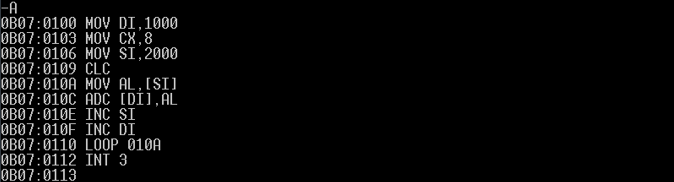 -A
0B07:0100 MOV DI,1000
0B07:0103 MOV CX,8
0B07:0106 MOV SI,2000
0B07:0109 CLC
0B07:010A MOV AL,[SI]
0B07:010C ADC [DI],AL
0B07:010E INC SI
0B07:010F INC DI
0B07:0110 LOOP 010A
0B07:0112 INT 3
0B07:0113